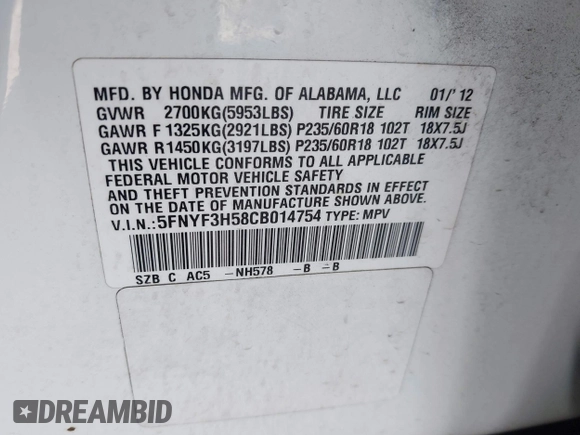 MFD. BY HONDA MFG. OF ALABAMA, LLC 01/'12
GVWR 2700KG(5953LBS) TIRE SIZE RIM SIZE
GAWR F 1325KG(2921LBS) P235/60R18 102T 18X7.5J
GAWR R 1450KG(3197LBS) P235/60R18 102T 18X7.5J
THIS VEHICLE CONFORMS TO ALL APPLICABLE
FEDERAL MOTOR VEHICLE SAFETY
AND THEFT PREVENTION STANDARDS IN EFFECT
ON THE DATE OF MANUFACTURE SHOWN ABOVE.
V.I.N.: 5FNYF3H58CB014754 TYPE: MPV
SZB C AC5 -NH578 -B -B
DREAMBID